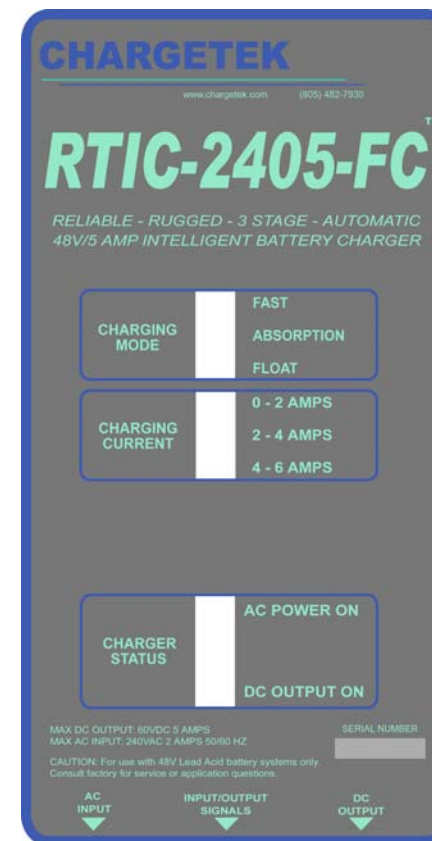 CHARGETEK
www.chargetek.com (805) 482-7930
T
RTIC-2405-FC
RELIABLE - RUGGED - 3 STAGE - AUTOMATIC
48V/5 AMP INTELLIGENT BATTERY CHARGER
CHARGING
MODE
FAST
ABSORPTION
FLOAT
CHARGING
CURRENT
0 - 2 AMPS
2 - 4 AMPS
4 - 6 AMPS
CHARGER
STATUS
AC POWER ON
DC OUTPUT ON
MAX DC OUTPUT: 60VDC 5 AMPS
MAX AC INPUT: 240VAC 2 AMPS 50/60 HZ
SERIAL NUMBER
CAUTION: For use with 48V Lead Acid battery systems only.
Consult factory for service or application questions.
AC
INPUT
INPUT/OUTPUT
SIGNALS
DC
OUTPUT